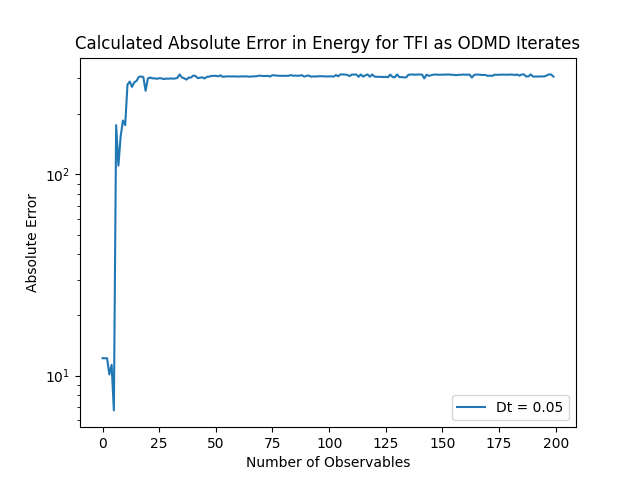 Calculated Absolute Error in Energy for TFI as ODMD Iterates
Absolute Error
10²
10¹
Dt = 0.05
0 25 50 75 100 125 150 175 200
Number of Observables